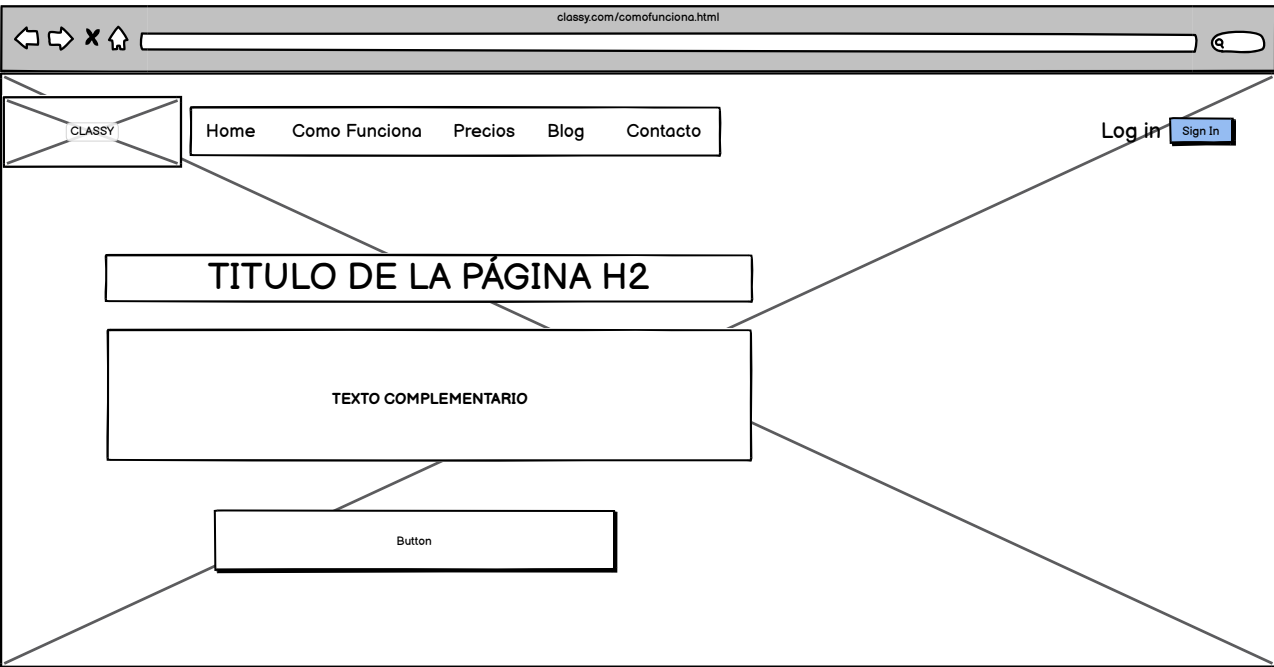 classy.com/comofunciona.html
CLASSY
Home Como Funciona Precios Blog Contacto
Log in Sign In
TITULO DE LA PÁGINA H2
TEXTO COMPLEMENTARIO
Button